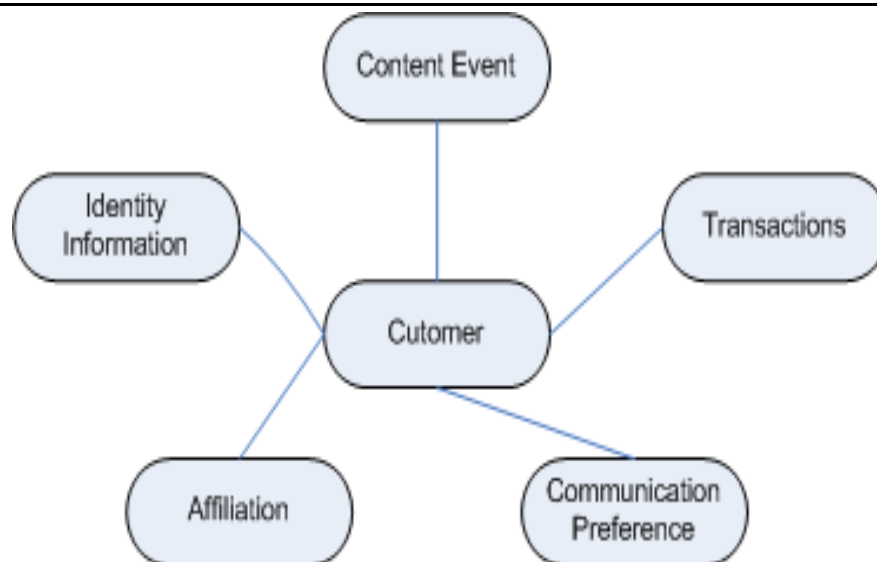 Content Event
Identity
Information
Transactions
Cutomer
Affiliation
Communication
Preference